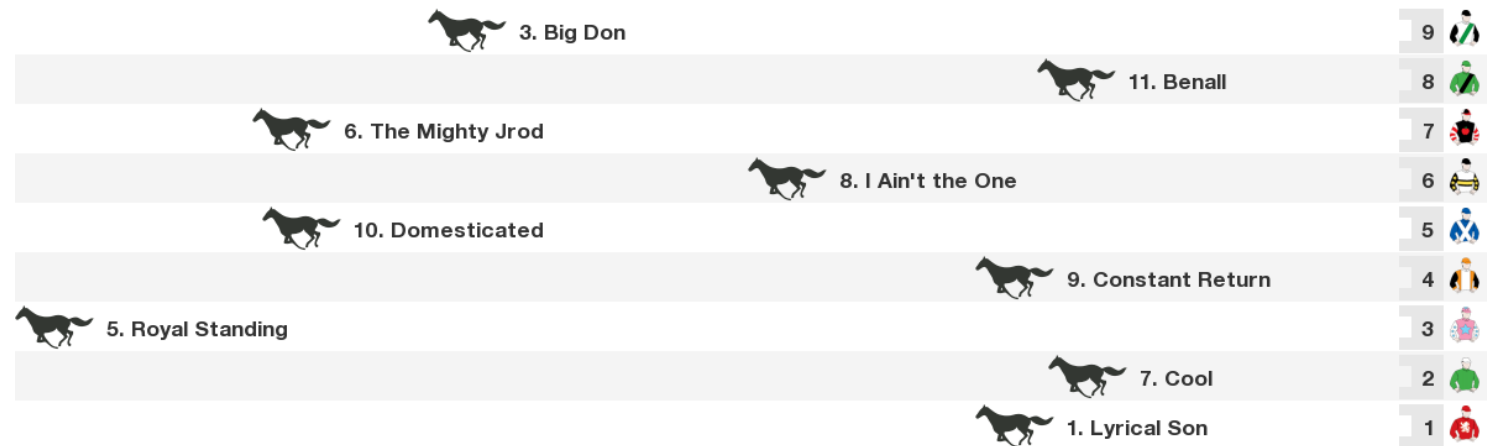 3. Big Don 9
11. Benall 8
6. The Mighty Jrod 7
8. I Ain't the One 6
10. Domesticated 5
9. Constant Return 4
5. Royal Standing 3
7. Cool 2
1. Lyrical Son 1